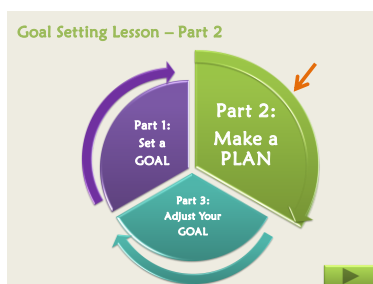 Goal Setting Lesson – Part 2
Part 1:
Set a
GOAL
Part 2:
Make a
PLAN
Part 3:
Adjust Your
GOAL